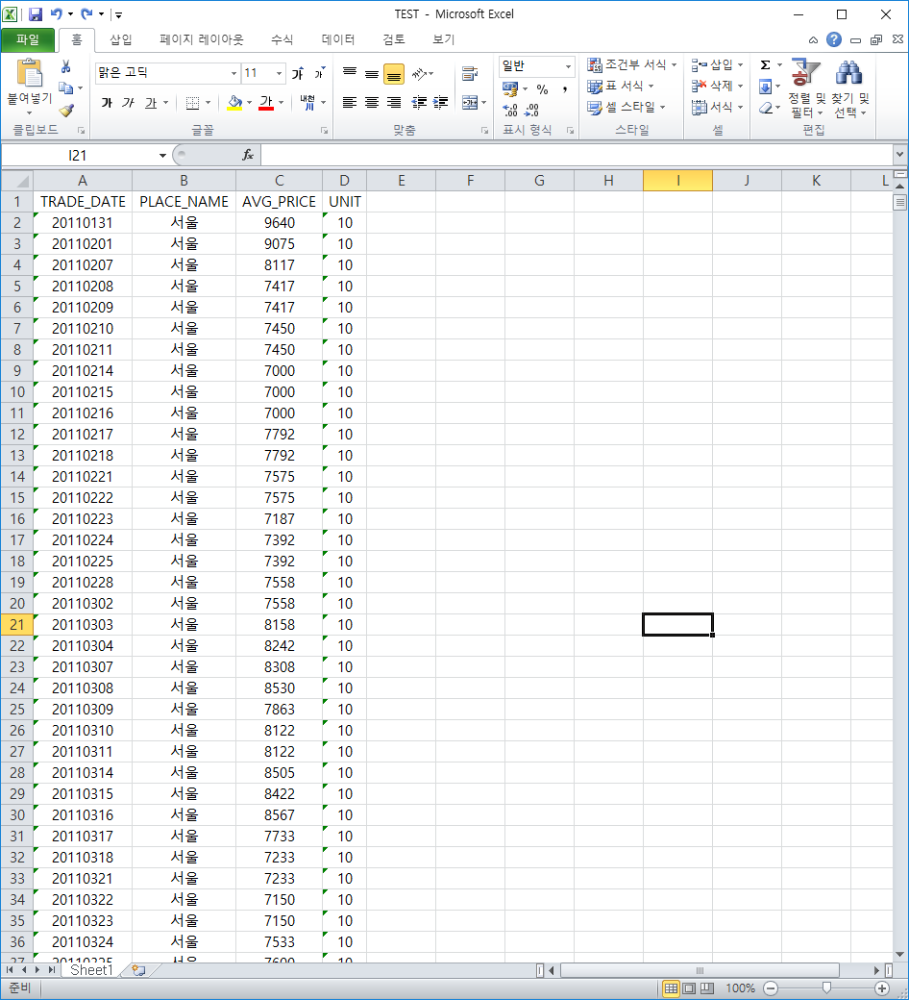 TEST - Microsoft Excel
파일 홈 삽입 페이지 레이아웃 수식 데이터 검토 보기
붙여넣기
클립보드
맑은 고딕 11 가 가
가 가 가 가 내천
글꼴
맞춤
일반
% ,
표시 형식
조건부 서식
표 서식
셀 스타일
스타일
삽입
삭제
서식
셀
Σ
정렬 및 필터
찾기 및 선택
편집
I21 fx
A B C D E F G H I J K L
1 TRADE_DATE PLACE_NAME AVG_PRICE UNIT
2 20110131 서울 9640 10
3 20110201 서울 9075 10
4 20110207 서울 8117 10
5 20110208 서울 7417 10
6 20110209 서울 7417 10
7 20110210 서울 7450 10
8 20110211 서울 7450 10
9 20110214 서울 7000 10
10 20110215 서울 7000 10
11 20110216 서울 7000 10
12 20110217 서울 7792 10
13 20110218 서울 7792 10
14 20110221 서울 7575 10
15 20110222 서울 7575 10
16 20110223 서울 7187 10
17 20110224 서울 7392 10
18 20110225 서울 7392 10
19 20110228 서울 7558 10
20 20110302 서울 7558 10
21 20110303 서울 8158 10
22 20110304 서울 8242 10
23 20110307 서울 8308 10
24 20110308 서울 8530 10
25 20110309 서울 7863 10
26 20110310 서울 8122 10
27 20110311 서울 8122 10
28 20110314 서울 8505 10
29 20110315 서울 8422 10
30 20110316 서울 8567 10
31 20110317 서울 7733 10
32 20110318 서울 7233 10
33 20110321 서울 7233 10
34 20110322 서울 7150 10
35 20110323 서울 7150 10
36 20110324 서울 7533 10
37 20110325 서울 7600 10
Sheet1
준비 100%